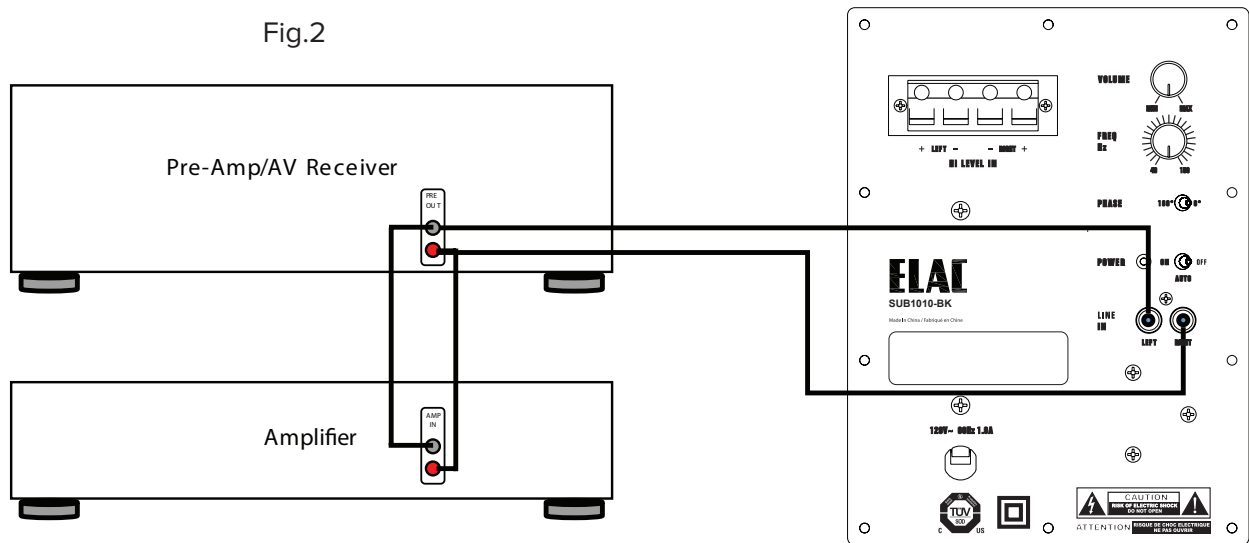 Fig.2
Pre-Amp/AV Receiver
PRE
OUT
Amplifier
AMP
IN
VOLUME
MIN MAX
FREQ
Hz
40 150
+ LEFT - - RIGHT +
HI LEVEL IN
PHASE 180° 0°
POWER ON OFF
AUTO
ELAC
SUB1010-BK
Made in China / Fabriqué en Chine
LINE
IN
LEFT RIGHT
120V~ 60Hz
TÜV
SÜD
C US
CAUTION
RISK OF ELECTRIC SHOCK
DO NOT OPEN
ATTENTION RISQUE DE CHOC ELECTRIQUE
NE PAS OUVRIR